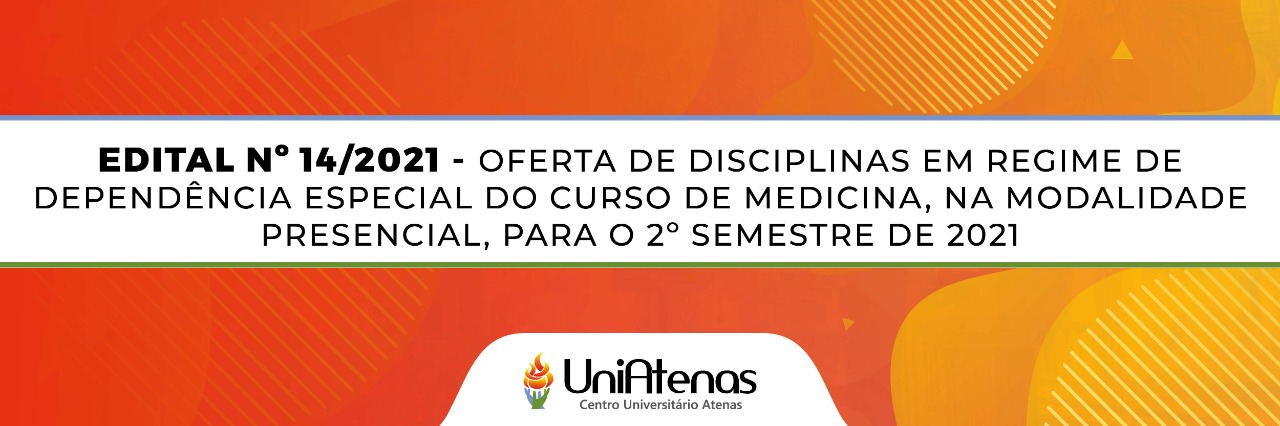 EDITAL Nº 14/2021 - OFERTA DE DISCIPLINAS EM REGIME DE
DEPENDÊNCIA ESPECIAL DO CURSO DE MEDICINA, NA MODALIDADE
PRESENCIAL, PARA O 2º SEMESTRE DE 2021
UniAtenas
Centro Universitário Atenas